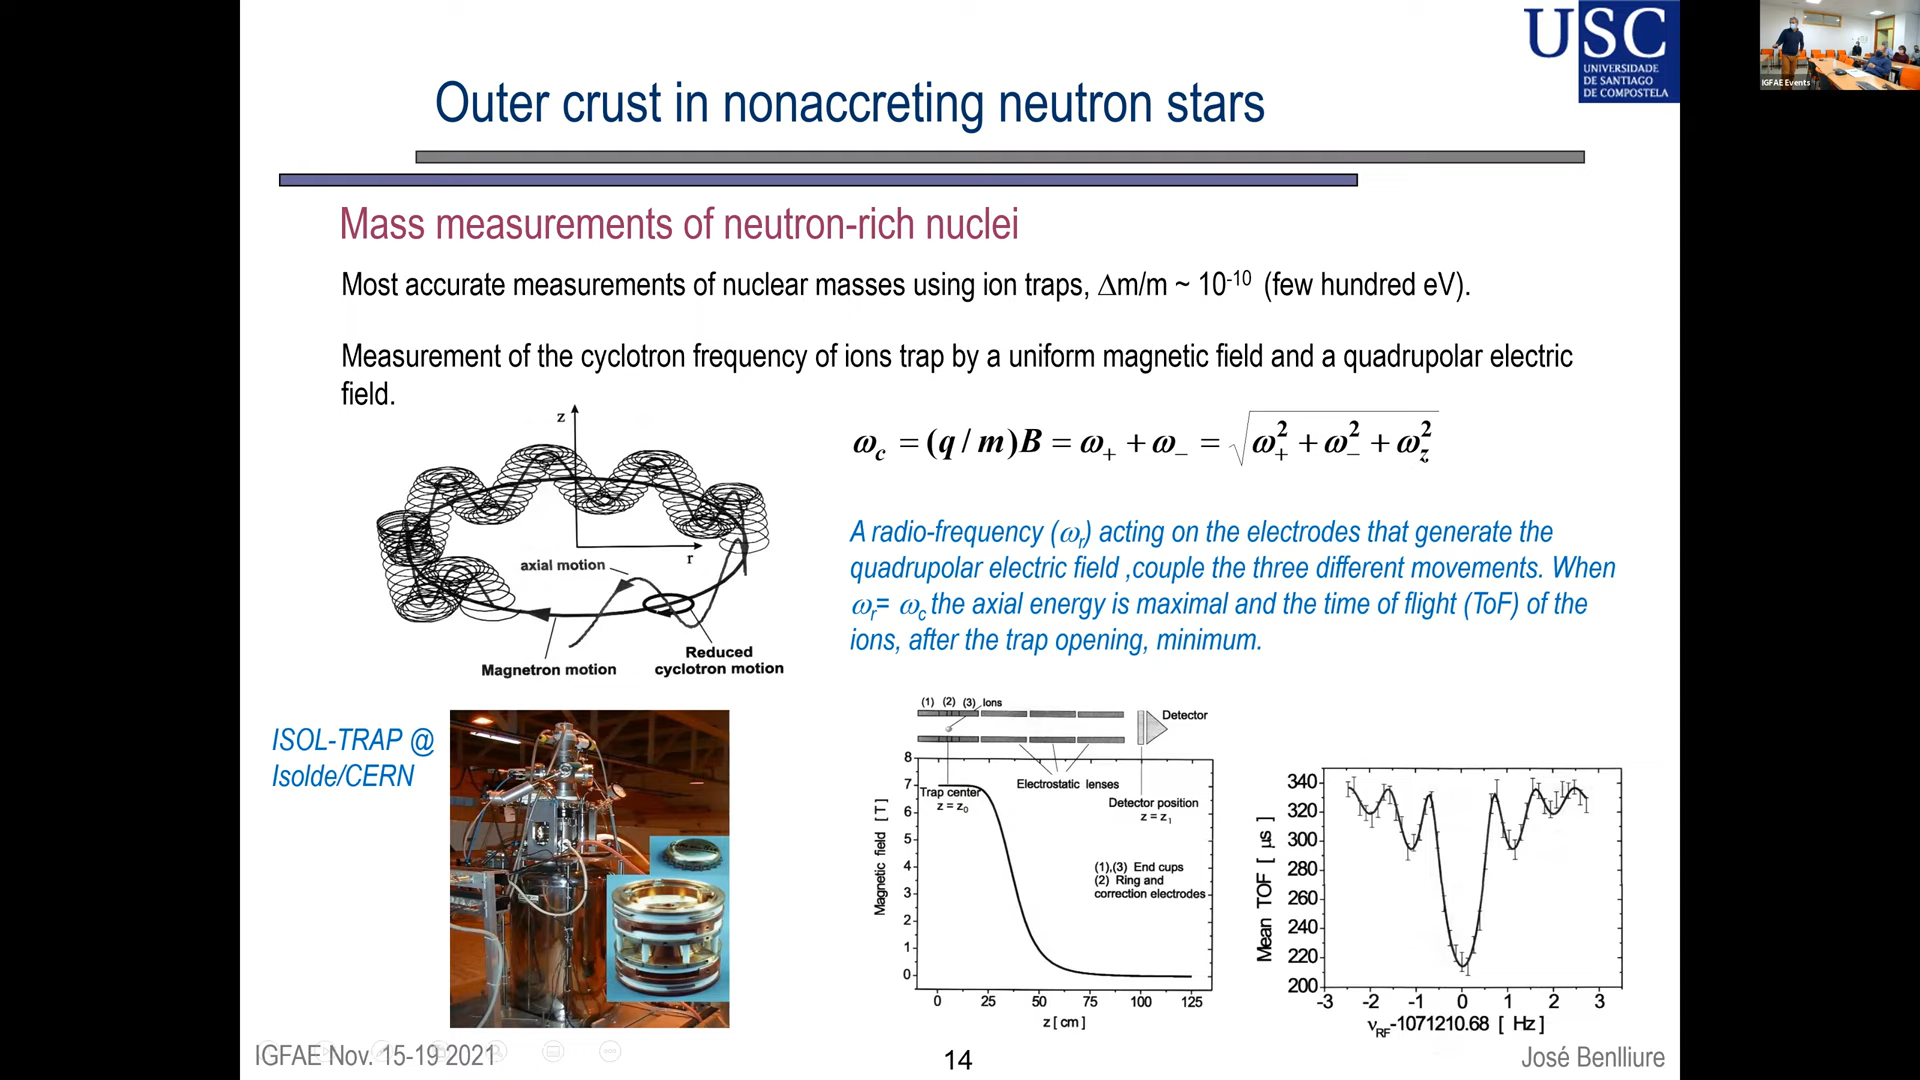 USC
UNIVERSIDADE
DE SANTIAGO
DE COMPOSTELA
IGFAE Events
Outer crust in nonaccreting neutron stars
Mass measurements of neutron-rich nuclei
Most accurate measurements of nuclear masses using ion traps, Δm/m ~ 10⁻¹⁰ (few hundred eV).
Measurement of the cyclotron frequency of ions trap by a uniform magnetic field and a quadrupolar electric
field.
z
r
axial motion
Magnetron motion
Reduced
cyclotron motion
ω_c = (q / m)B = ω₊ + ω₋ = √(ω₊² + ω₋² + ω_z²)
A radio-frequency (ω_r) acting on the electrodes that generate the
quadrupolar electric field ,couple the three different movements. When
ω_r= ω_c the axial energy is maximal and the time of flight (ToF) of the
ions, after the trap opening, minimum.
ISOL-TRAP @
Isolde/CERN
(1) (2) (3) Ions
Detector
Electrostatic lenses
Trap center
z = z₀
Detector position
z = z₁
(1),(3) End cups
(2) Ring and
correction electrodes
Magnetic field [T]
8
7
6
5
4
3
2
1
0
0 25 50 75 100 125
z [ cm ]
Mean TOF [ μs ]
340
320
300
280
260
240
220
200
-3 -2 -1 0 1 2 3
ν_RF-1071210.68 [ Hz ]
IGFAE Nov. 15-19 2021
14
José Benlliure